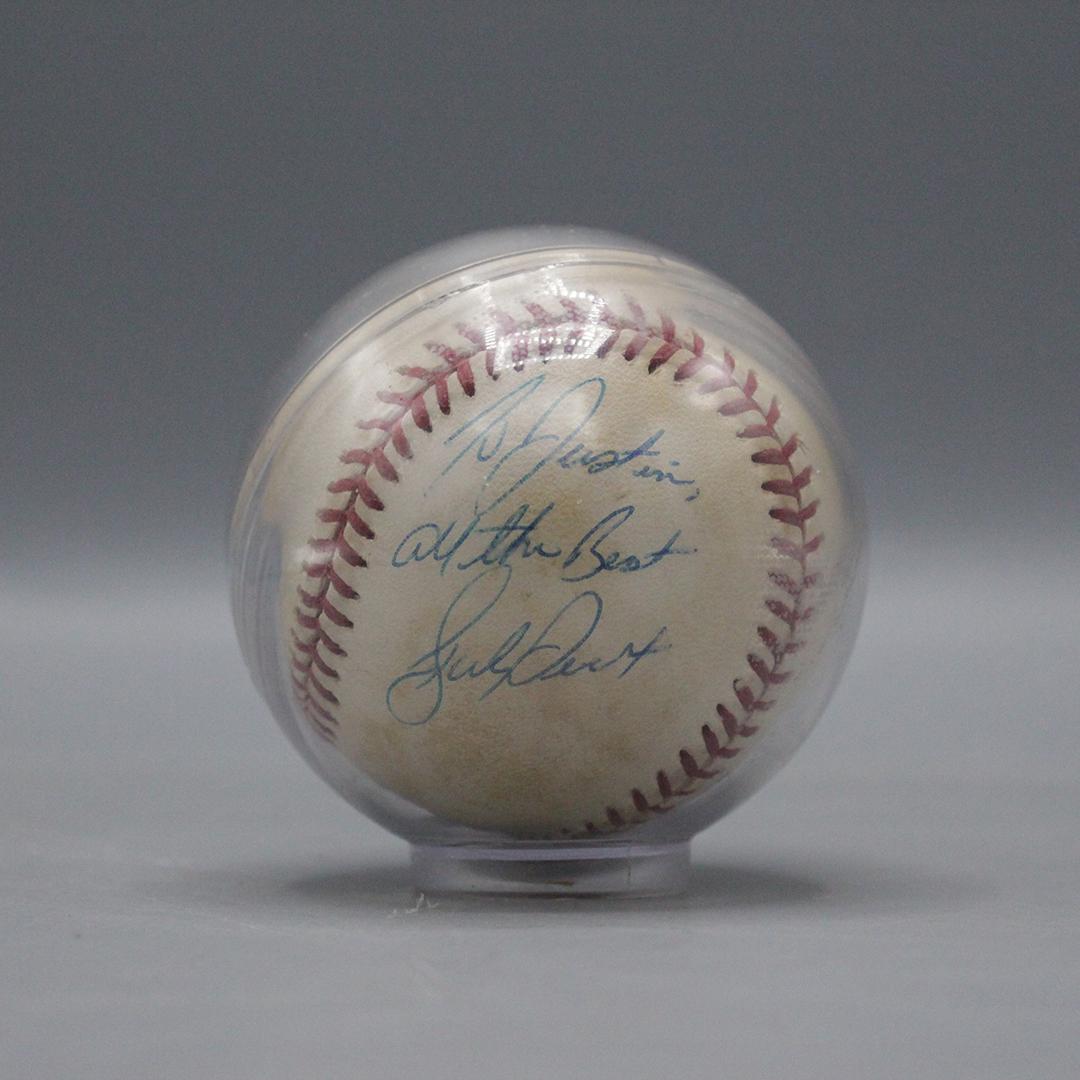 To Justin,
All the Best